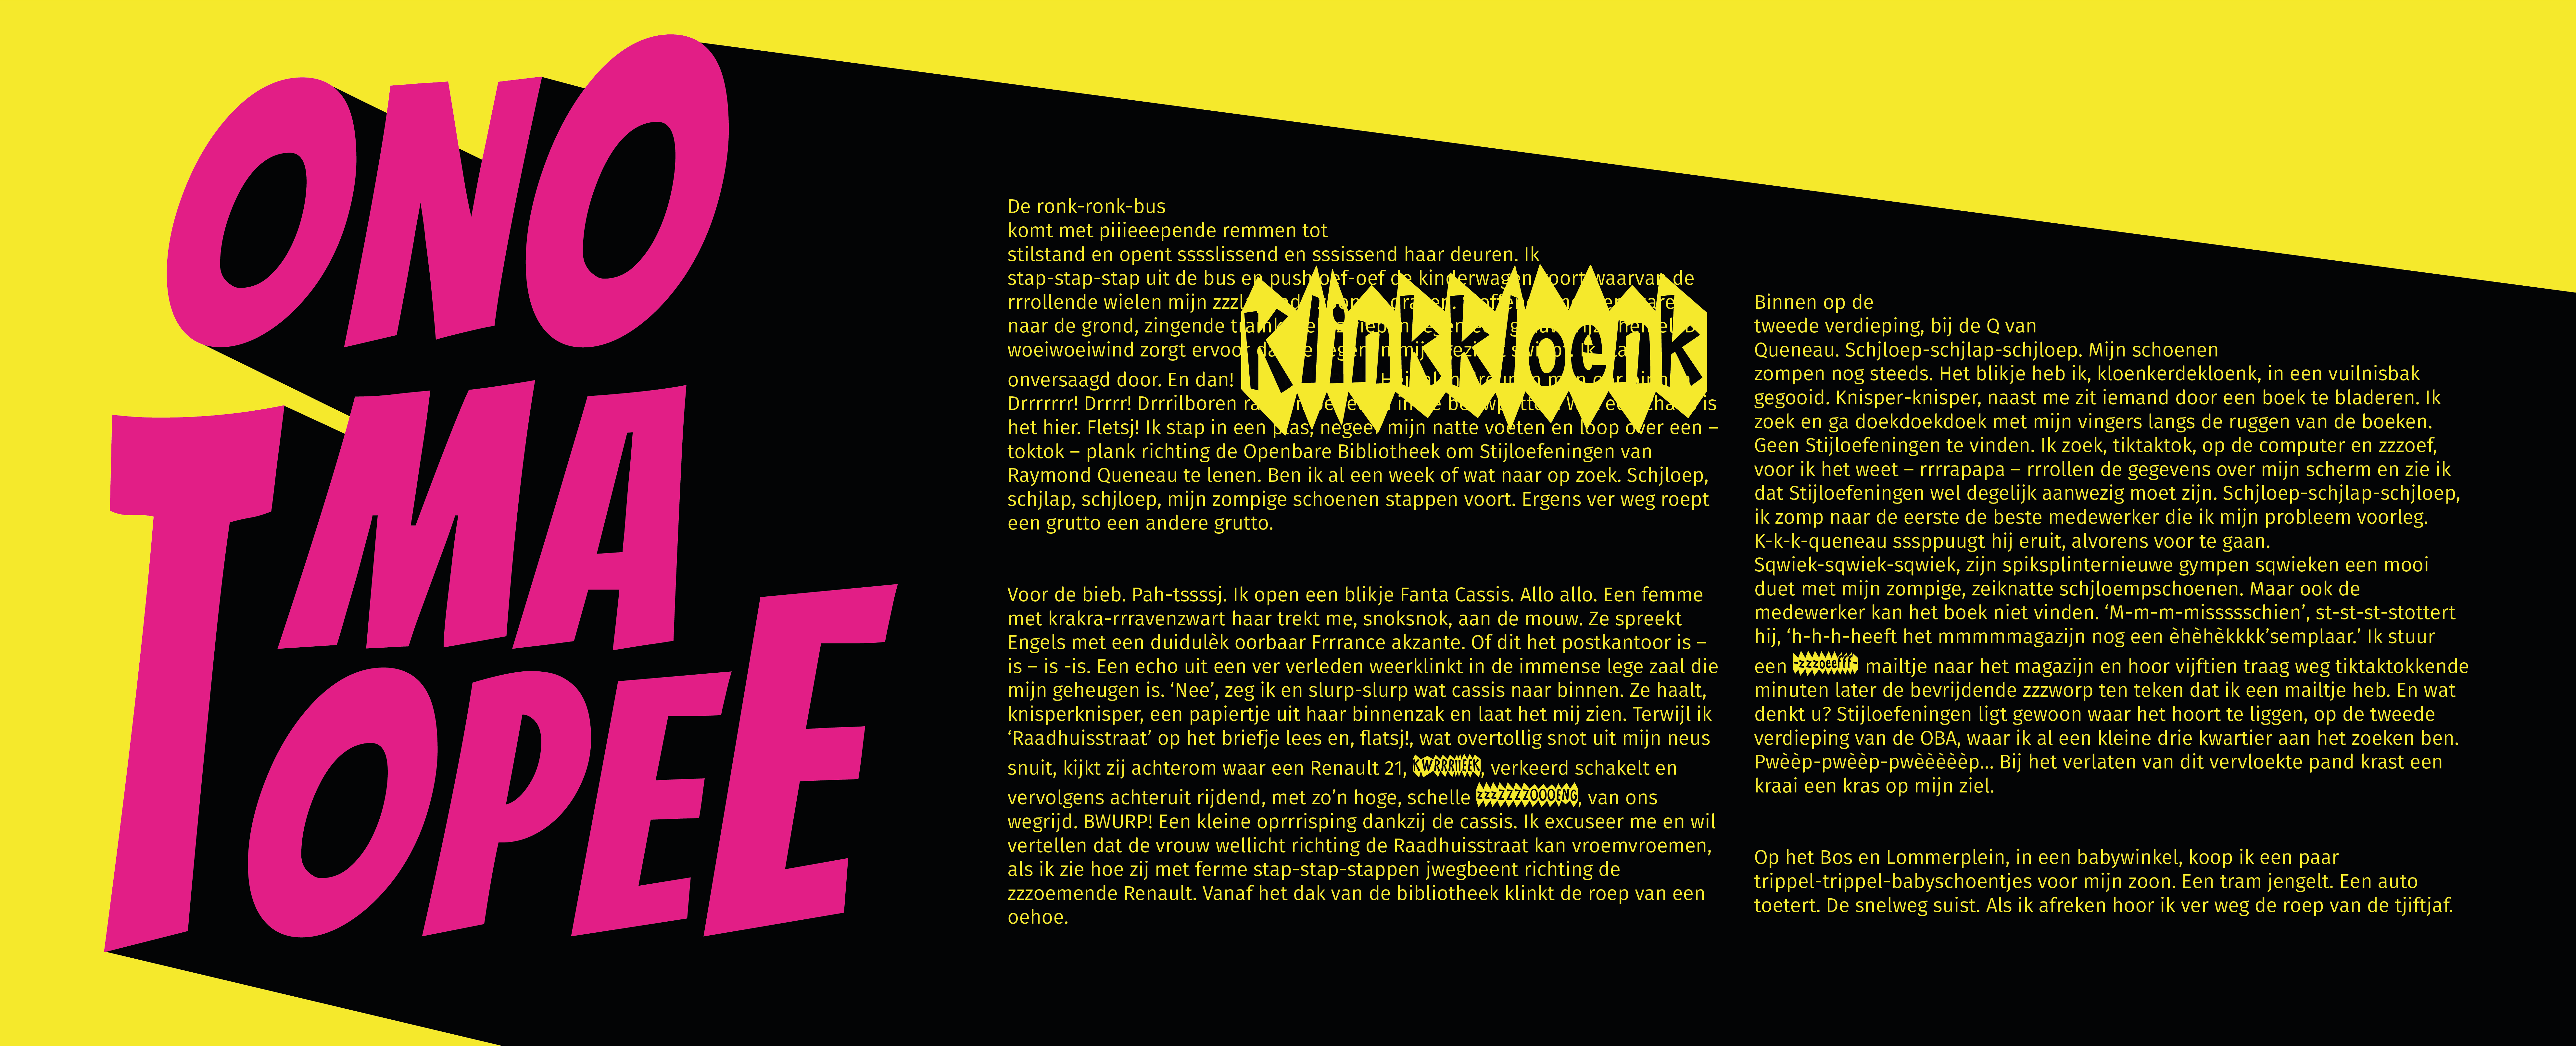 ONO
MA
TOPEE
De ronk-ronk-bus
komt met piiieeepende remmen tot
stilstand en opent sssslissend en sssissend haar deuren. Ik
stap-stap-stap uit de bus en push oef-oef de kinderwagen voort waarvan de
rrrollende wielen mijn
naar de grond, zingende
woeiwoeiwind zorgt ervoor
onversaagd door. En dan! Klinkkloenk
Drrrrrrr! Drrrr! Drrrilboren is
het hier. Fletsj! Ik stap in een plas, negeer mijn natte voeten en loop over een –
toktok – plank richting de Openbare Bibliotheek om Stijloefeningen van
Raymond Queneau te lenen. Ben ik al een week of wat naar op zoek. Schjloep,
schjlap, schjloep, mijn zompige schoenen stappen voort. Ergens ver weg roept
een grutto een andere grutto.
Voor de bieb. Pah-tssssj. Ik open een blikje Fanta Cassis. Allo allo. Een femme
met krakra-rrravenzwart haar trekt me, snoksnok, aan de mouw. Ze spreekt
Engels met een duidulèk oorbaar Frrrance akzante. Of dit het postkantoor is –
is – is -is. Een echo uit een ver verleden weerklinkt in de immense lege zaal die
mijn geheugen is. ‘Nee’, zeg ik en slurp-slurp wat cassis naar binnen. Ze haalt,
knisperknisper, een papiertje uit haar binnenzak en laat het mij zien. Terwijl ik
‘Raadhuisstraat’ op het briefje lees en, flatsj!, wat overtollig snot uit mijn neus
snuit, kijkt zij achterom waar een Renault 21, KWRRRIIEEK, verkeerd schakelt en
vervolgens achteruit rijdend, met zo’n hoge, schelle zzzZZZZOOOENG, van ons
wegrijd. BWURP! Een kleine oprrrisping dankzij de cassis. Ik excuseer me en wil
vertellen dat de vrouw wellicht richting de Raadhuisstraat kan vroemvroemen,
als ik zie hoe zij met ferme stap-stap-stappen jwegbeent richting de
zzzoemende Renault. Vanaf het dak van de bibliotheek klinkt de roep van een
oehoe.
Binnen op de
tweede verdieping, bij de Q van
Queneau. Schjloep-schjlap-schjloep. Mijn schoenen
zompen nog steeds. Het blikje heb ik, kloenkerdekloenk, in een vuilnisbak
gegooid. Knisper-knisper, naast me zit iemand door een boek te bladeren. Ik
zoek en ga doekdoekdoek met mijn vingers langs de ruggen van de boeken.
Geen Stijloefeningen te vinden. Ik zoek, tiktaktok, op de computer en zzzoef,
voor ik het weet – rrrrapapa – rrrollen de gegevens over mijn scherm en zie ik
dat Stijloefeningen wel degelijk aanwezig moet zijn. Schjloep-schjlap-schjloep,
ik zomp naar de eerste de beste medewerker die ik mijn probleem voorleg.
K-k-k-queneau sssppuugt hij eruit, alvorens voor te gaan.
Sqwiek-sqwiek-sqwiek, zijn spiksplinternieuwe gympen sqwieken een mooi
duet met mijn zompige, zeiknatte schjloempschoenen. Maar ook de
medewerker kan het boek niet vinden. ‘M-m-m-missssschien’, st-st-st-stottert
hij, ‘h-h-h-heeft het mmmmmagazijn nog een èhèhèkkkk’semplaar.’ Ik stuur
een -zzzoeefff- mailtje naar het magazijn en hoor vijftien traag weg tiktaktokkende
minuten later de bevrijdende zzzworp ten teken dat ik een mailtje heb. En wat
denkt u? Stijloefeningen ligt gewoon waar het hoort te liggen, op de tweede
verdieping van de OBA, waar ik al een kleine drie kwartier aan het zoeken ben.
Pwèèp-pwèèp-pwèèèèèp... Bij het verlaten van dit vervloekte pand krast een
kraai een kras op mijn ziel.
Op het Bos en Lommerplein, in een babywinkel, koop ik een paar
trippel-trippel-babyschoentjes voor mijn zoon. Een tram jengelt. Een auto
toetert. De snelweg suist. Als ik afreken hoor ik ver weg de roep van de tjiftjaf.